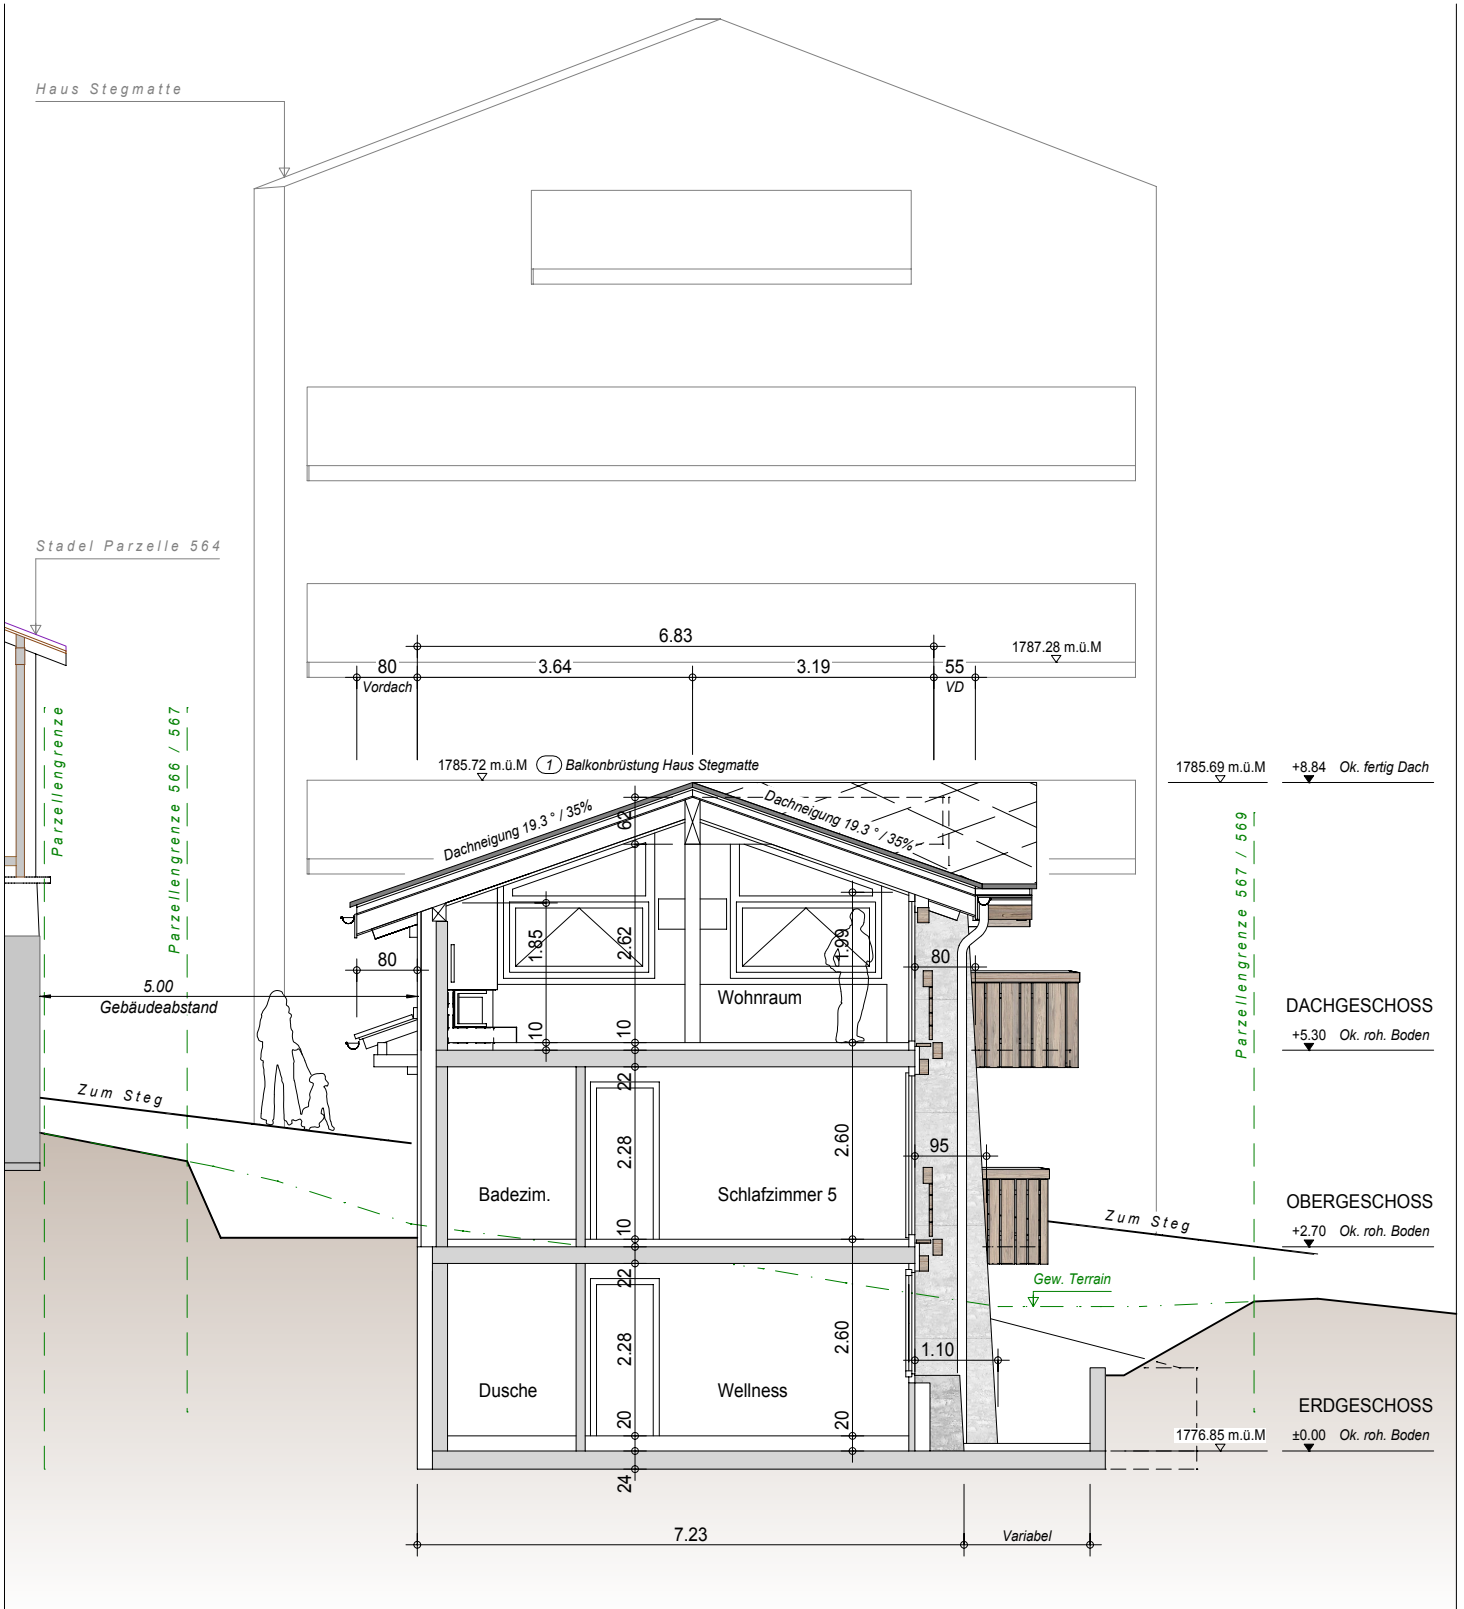 Haus Stegmatte
Stadel Parzelle 564
6.83
1787.28 m.ü.M
80
3.64
3.19
55
Vordach
VD
Parzellengrenze
Parzellengrenze 566 / 567
1785.72 m.ü.M
1 Balkonbrüstung Haus Stegmatte
1785.69 m.ü.M
+8.84 Ok. fertig Dach
Dachneigung 19.3 ° / 35%
62
Dachneigung 19.3 ° / 35%
Parzellengrenze 567 / 569
1.85
2.62
1.99
80
80
5.00
Gebäudeabstand
Wohnraum
DACHGESCHOSS
+5.30 Ok. roh. Boden
10
10
22
Zum Steg
2.28
2.60
95
Badezim.
Schlafzimmer 5
OBERGESCHOSS
Zum Steg
+2.70 Ok. roh. Boden
10
22
Gew. Terrain
2.28
2.60
1.10
Dusche
Wellness
ERDGESCHOSS
20
20
1776.85 m.ü.M
±0.00 Ok. roh. Boden
24
7.23
Variabel